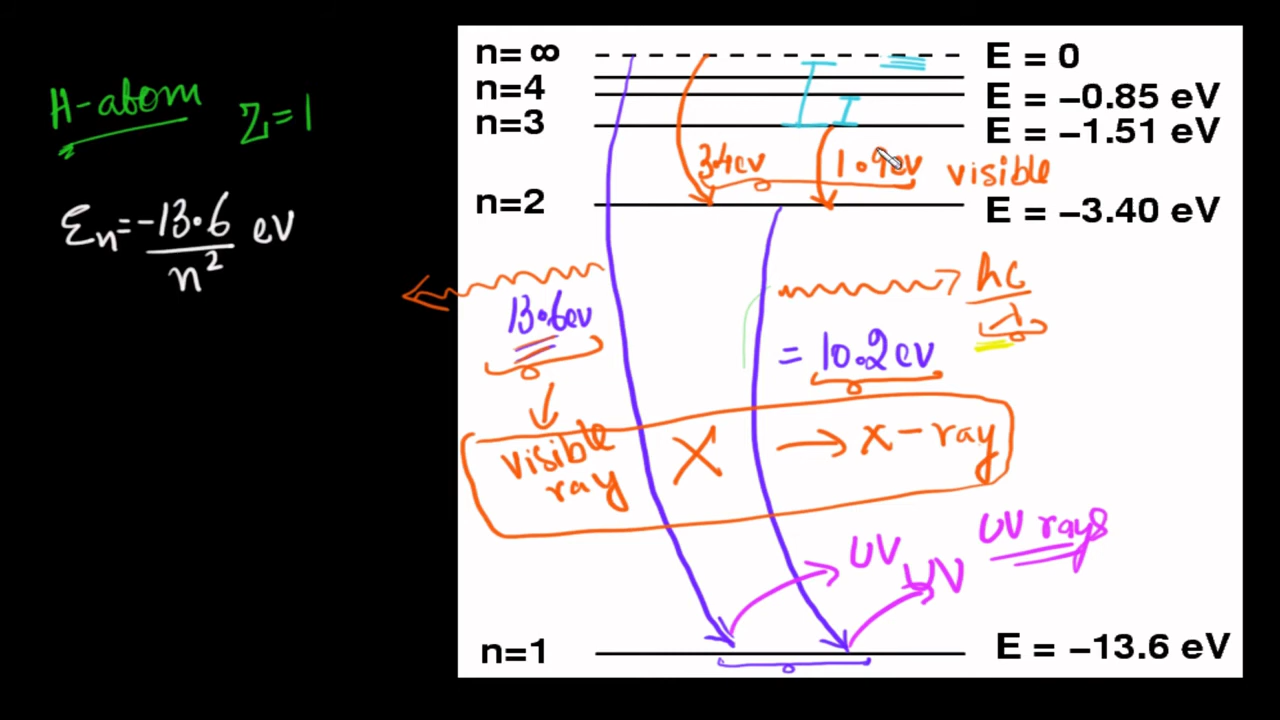 H-atom Z=1
εn = -13.6/n² eV
n= ∞ E = 0
n=4 E = −0.85 eV
n=3 E = −1.51 eV
3.4ev 1.9ev visible
n=2 E = −3.40 eV
13.6ev
hc/λ
= 10.2ev
visible ray X → x-ray
UV UV UV rays
n=1 E = −13.6 eV